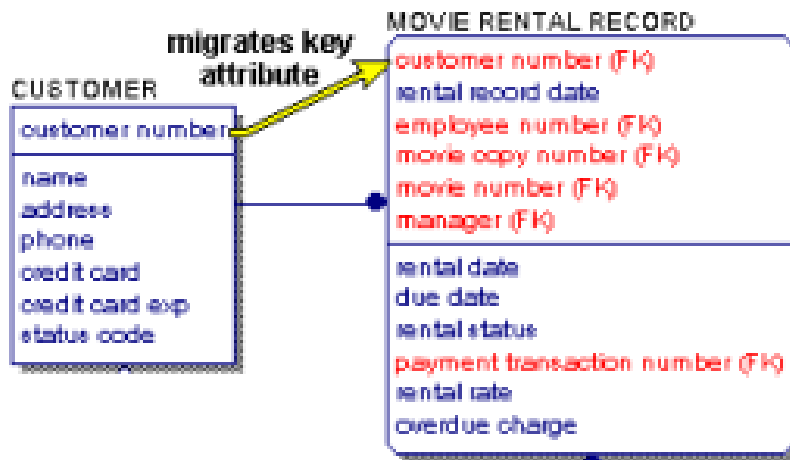 migrates key
attribute
CUSTOMER
customer number
name
address
phone
credit card
credit card exp
status code
MOVIE RENTAL RECORD
customer number (FK)
rental record date
employee number (FK)
movie copy number (FK)
movie number (FK)
manager (FK)
rental date
due date
rental status
payment transaction number (FK)
rental rate
overdue charge